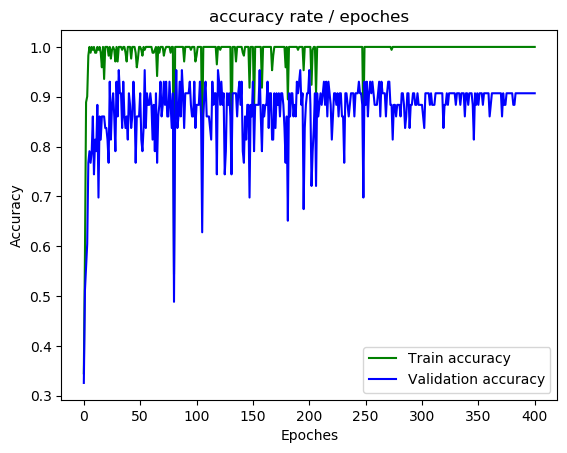 accuracy rate / epoches
1.0
0.9
0.8
0.7
0.6
0.5
0.4
0.3
Accuracy
Train accuracy
Validation accuracy
0 50 100 150 200 250 300 350 400
Epoches